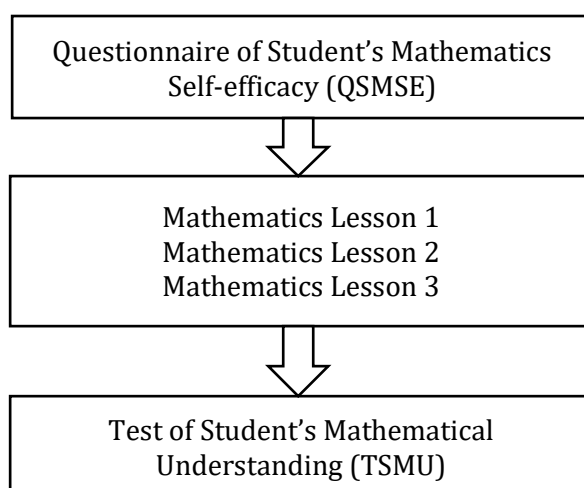 Questionnaire of Student’s Mathematics
Self-efficacy (QSMSE)
Mathematics Lesson 1
Mathematics Lesson 2
Mathematics Lesson 3
Test of Student’s Mathematical
Understanding (TSMU)